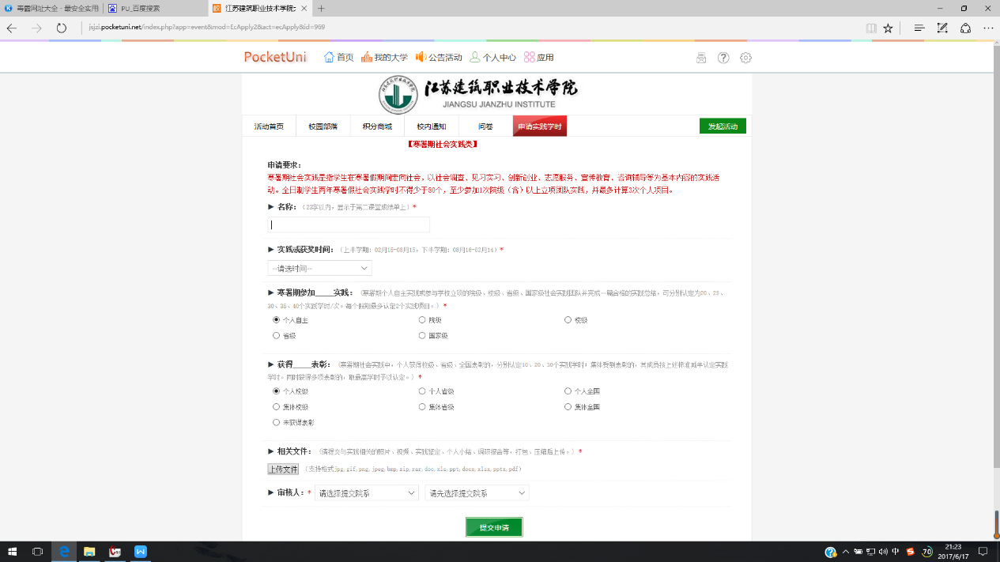 毒霸网址大全 - 最安全实用
PU_百度搜索
江苏建筑职业技术学院
jsjzi.pocketuni.net/index.php?app=event&mod=EcApply2&act=ecApply&id=969
PocketUni 首页 我的大学 公告活动 个人中心 应用
江苏建筑职业技术学院
JIANGSU JIANZHU INSTITUTE
活动首页 校园部落 积分商城 校内通知 问卷 申请实践学时 发起活动
【寒暑期社会实践类】
申请要求：
寒暑期社会实践是指学生在寒暑假期间走向社会，以社会调查、见习实习、创新创业、志愿服务、宣传教育、咨询辅导等为基本内容的实践活
动。全日制学生两年寒暑假社会实践学时不得少于80个，至少参加1次院级（含）以上立项团队实践，并最多计算3次个人项目。
▶ 名称：（23字以内，显示于第二课堂成绩单上）*
▶ 实践或获奖时间：（上半学期：02月15-08月15，下半学期：08月16-02月14）*
--请选时间--
▶ 寒暑期参加____实践：（寒暑期个人自主实践或参与学校立项的院级、校级、省级、国家级社会实践团队并完成一篇合格的实践总结，可分别认定为20、25、
30、35、40个实践学时/次。每个假期最多认定2个实践项目。）*
个人自主 院级 校级
省级 国家级
▶ 获得____表彰：（寒暑期社会实践中，个人获得校级、省级、全国表彰的，分别认定10、20、30个实践学时；集体受到表彰的，其成员按上述标准减半认定实践
学时。同时获得多项表彰的，取最高学时予以认定。）*
个人校级 个人省级 个人全国
集体校级 集体省级 集体全国
未获得表彰
▶ 相关文件：（请提交与实践相关的照片、视频、实践鉴定、个人小结、调研报告等，打包、压缩后上传。）*
上传文件 （支持格式jpg,gif,png,jpeg,bmp,zip,rar,doc,xls,ppt,docx,xlsx,pptx,pdf）
▶ 审核人：* 请选择提交院系 请先选择提交院系
提交申请
中 70 21:23
2017/6/17